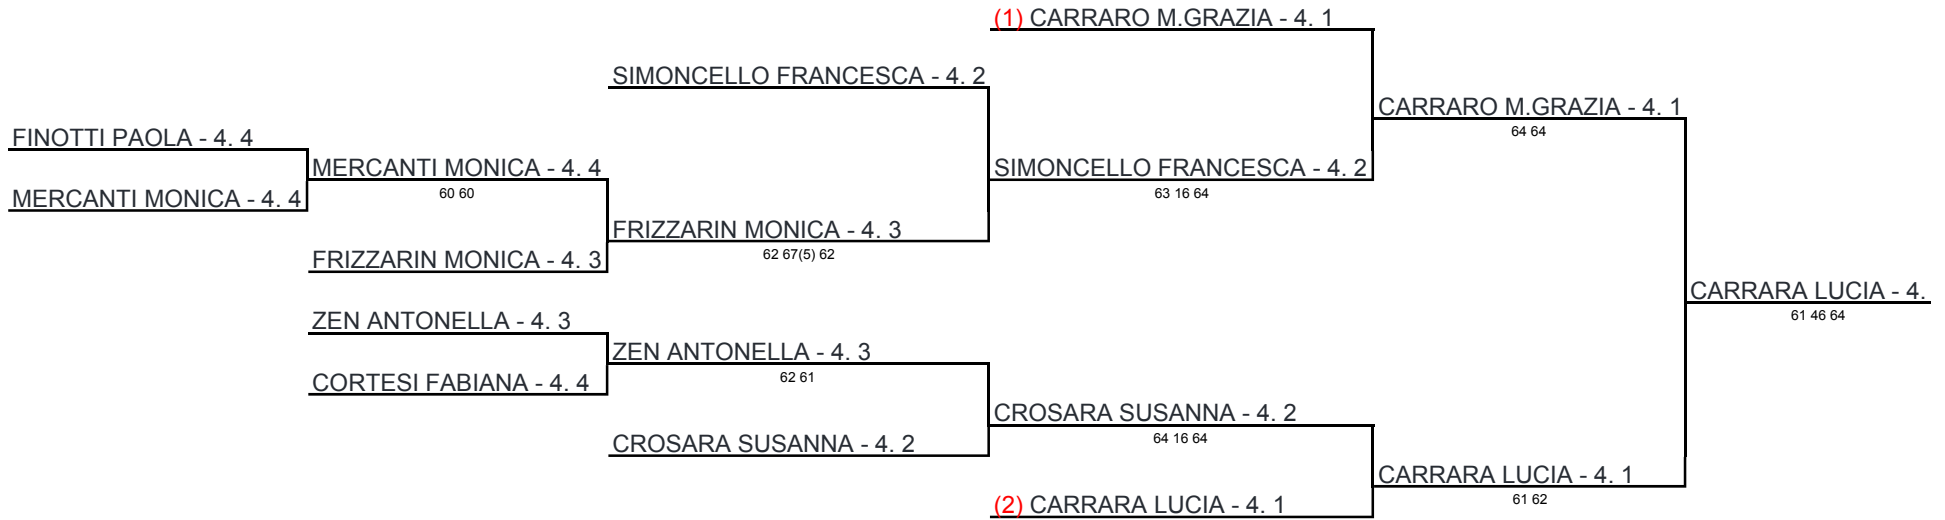 (1) CARRARO M.GRAZIA - 4. 1
SIMONCELLO FRANCESCA - 4. 2
CARRARO M.GRAZIA - 4. 1
64 64
FINOTTI PAOLA - 4. 4
MERCANTI MONICA - 4. 4
60 60
SIMONCELLO FRANCESCA - 4. 2
63 16 64
MERCANTI MONICA - 4. 4
FRIZZARIN MONICA - 4. 3
62 67(5) 62
FRIZZARIN MONICA - 4. 3
CARRARA LUCIA - 4.
61 46 64
ZEN ANTONELLA - 4. 3
ZEN ANTONELLA - 4. 3
62 61
CORTESI FABIANA - 4. 4
CROSARA SUSANNA - 4. 2
64 16 64
CROSARA SUSANNA - 4. 2
CARRARA LUCIA - 4. 1
61 62
(2) CARRARA LUCIA - 4. 1